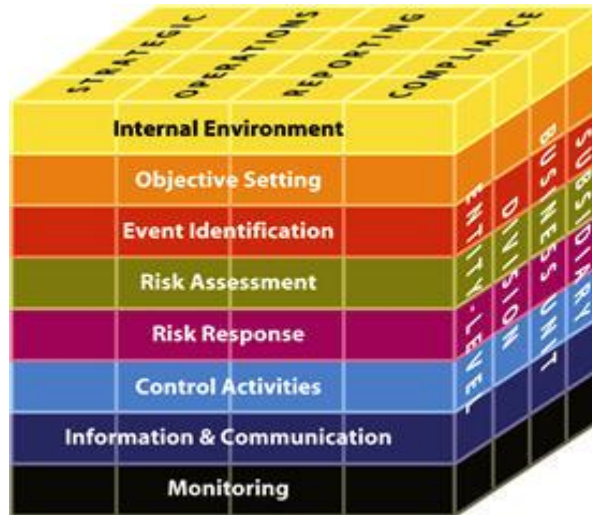 STRATEGIC
OPERATIONS
REPORTING
COMPLIANCE
Internal Environment
Objective Setting
Event Identification
Risk Assessment
Risk Response
Control Activities
Information & Communication
Monitoring
ENTITY-LEVEL
DIVISION
BUSINESS UNIT
SUBSIDIARY